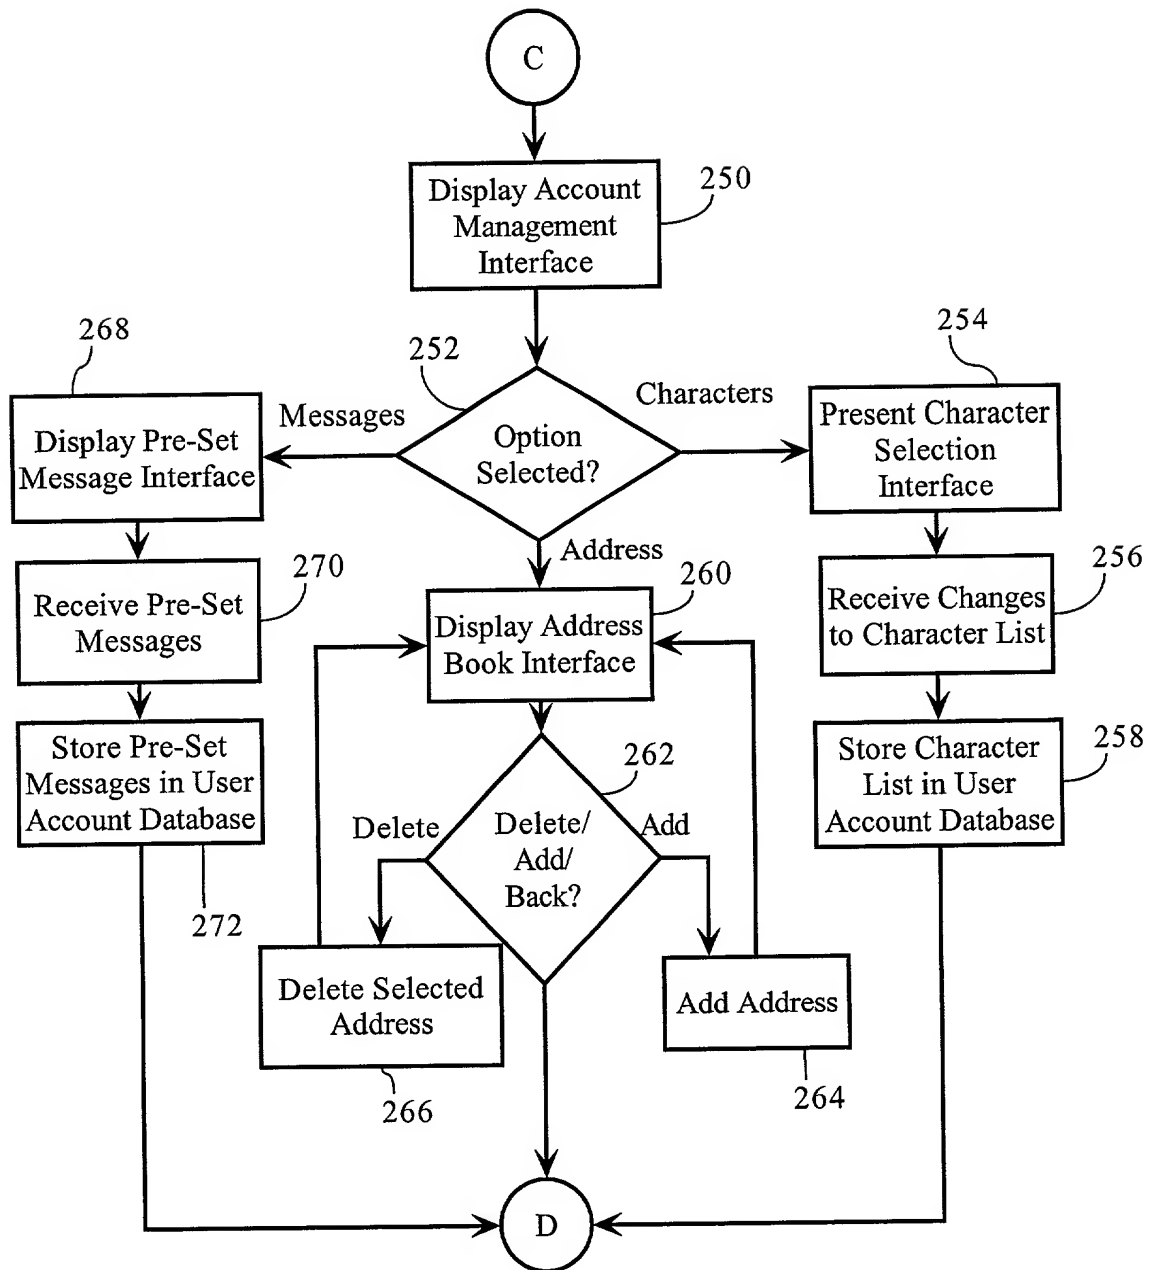 C
Display Account
Management
Interface
250
268
252
254
Messages
Characters
Display Pre-Set
Message Interface
Option
Selected?
Present Character
Selection
Interface
Address
270
260
256
Receive Pre-Set
Messages
Display Address
Book Interface
Receive Changes
to Character List
Store Pre-Set
Messages in User
Account Database
262
258
Store Character
List in User
Account Database
Delete
Delete/
Add/
Back?
Add
272
Delete Selected
Address
Add Address
266
264
D